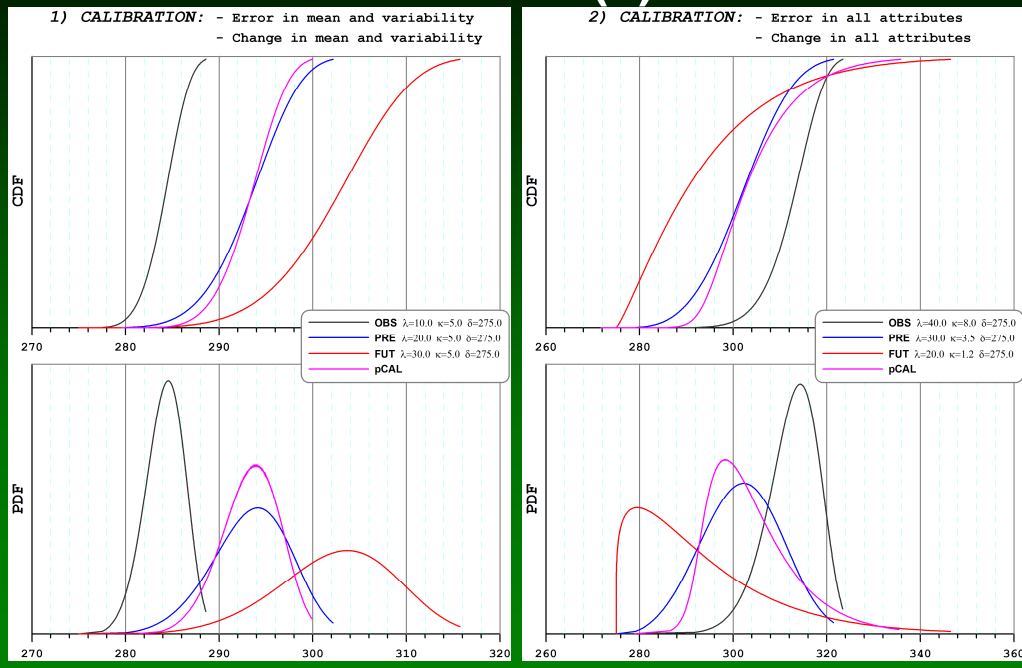 1) CALIBRATION: - Error in mean and variability
- Change in mean and variability
CDF
OBS λ=10.0 κ=5.0 δ=275.0
PRE λ=20.0 κ=5.0 δ=275.0
FUT λ=30.0 κ=5.0 δ=275.0
pCAL
270 280 290
PDF
270 280 290 300 310 320
2) CALIBRATION: - Error in all attributes
- Change in all attributes
CDF
OBS λ=40.0 κ=8.0 δ=275.0
PRE λ=30.0 κ=3.5 δ=275.0
FUT λ=20.0 κ=1.2 δ=275.0
pCAL
260 280 300
PDF
260 280 300 320 340 360